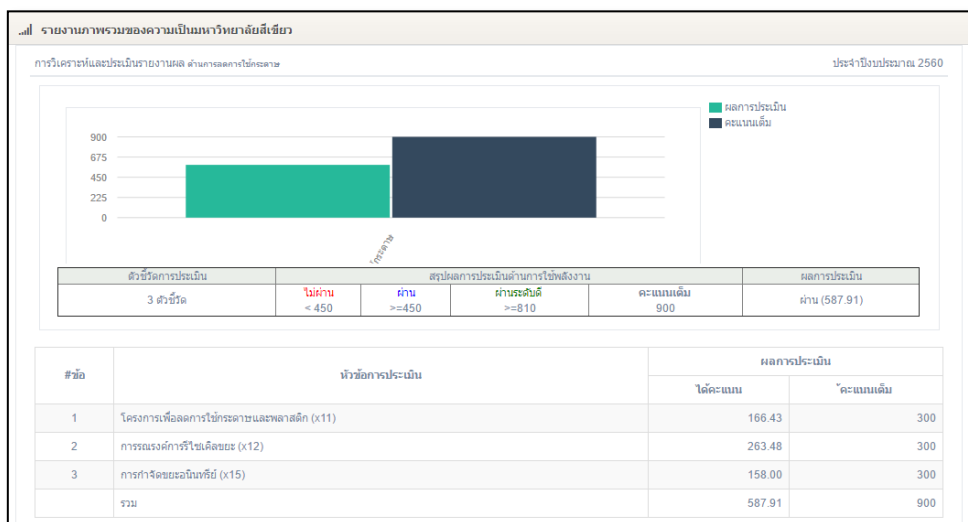 รายงานภาพรวมของความเป็นมหาวิทยาลัยสีเขียว
การวิเคราะห์และประเมินรายงานผล ด้านการลดการใช้กระดาษ ประจำปีงบประมาณ 2560
ผลการประเมิน
คะแนนเต็ม
900
675
450
225
0
ตัวชี้วัดการประเมิน สรุปผลการประเมินด้านการใช้พลังงาน ผลการประเมิน
3 ตัวชี้วัด ไม่ผ่าน ผ่าน ผ่านระดับดี คะแนนเต็ม ผ่าน (587.91)
< 450 >=450 >=810 900
#ข้อ หัวข้อการประเมิน ผลการประเมิน
ได้คะแนน ้คะแนนเต็ม
1 โครงการเพื่อลดการใช้กระดาษและพลาสติก (x11) 166.43 300
2 การรณรงค์การรีไซเคิลขยะ (x12) 263.48 300
3 การกำจัดขยะอนินทรีย์ (x15) 158.00 300
รวม 587.91 900